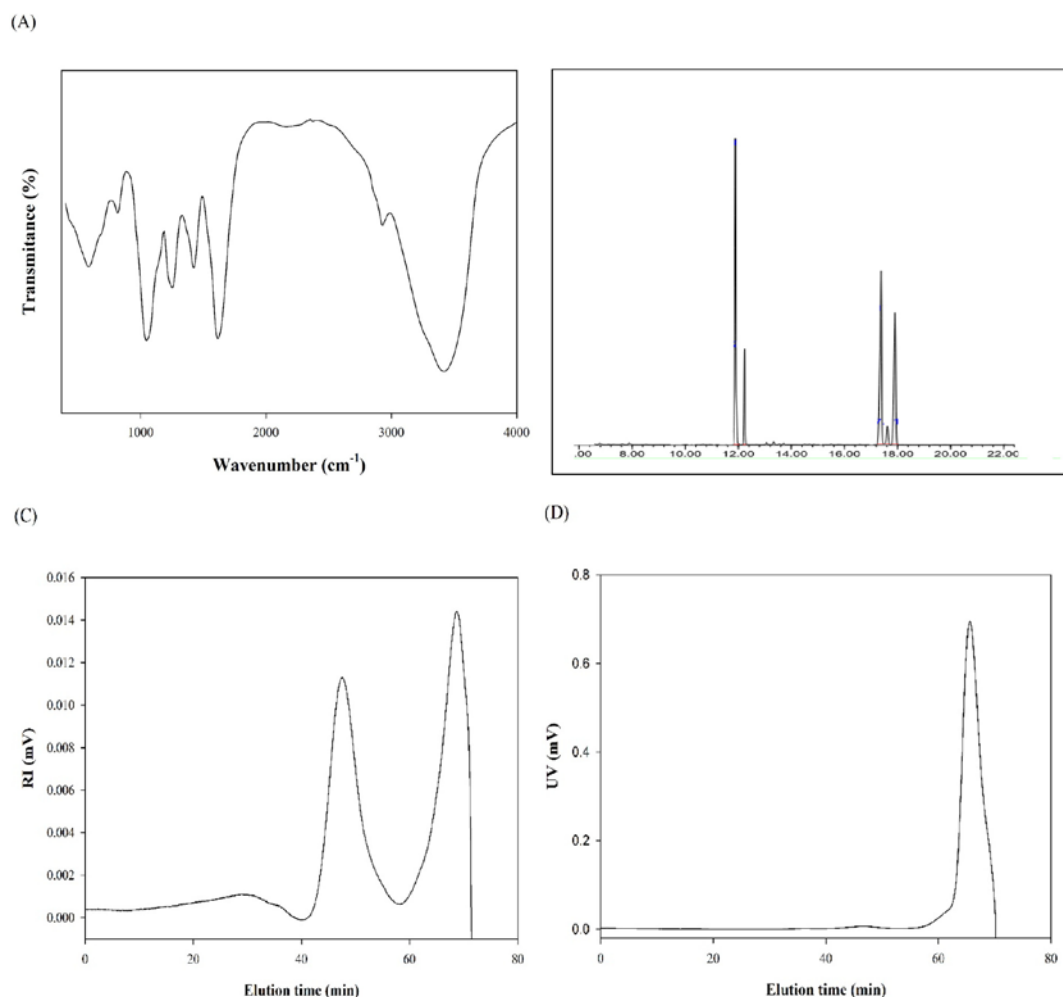 (A)
Transmitance (%)
1000 2000 3000 4000
Wavenumber (cm⁻¹)
.00 8.00 10.00 12.00 14.00 16.00 18.00 20.00 22.00
(C)
(D)
RI (mV)
0.016
0.014
0.012
0.010
0.008
0.006
0.004
0.002
0.000
0 20 40 60 80
Elution time (min)
UV (mV)
0.8
0.6
0.4
0.2
0.0
0 20 40 60 80
Elution time (min)